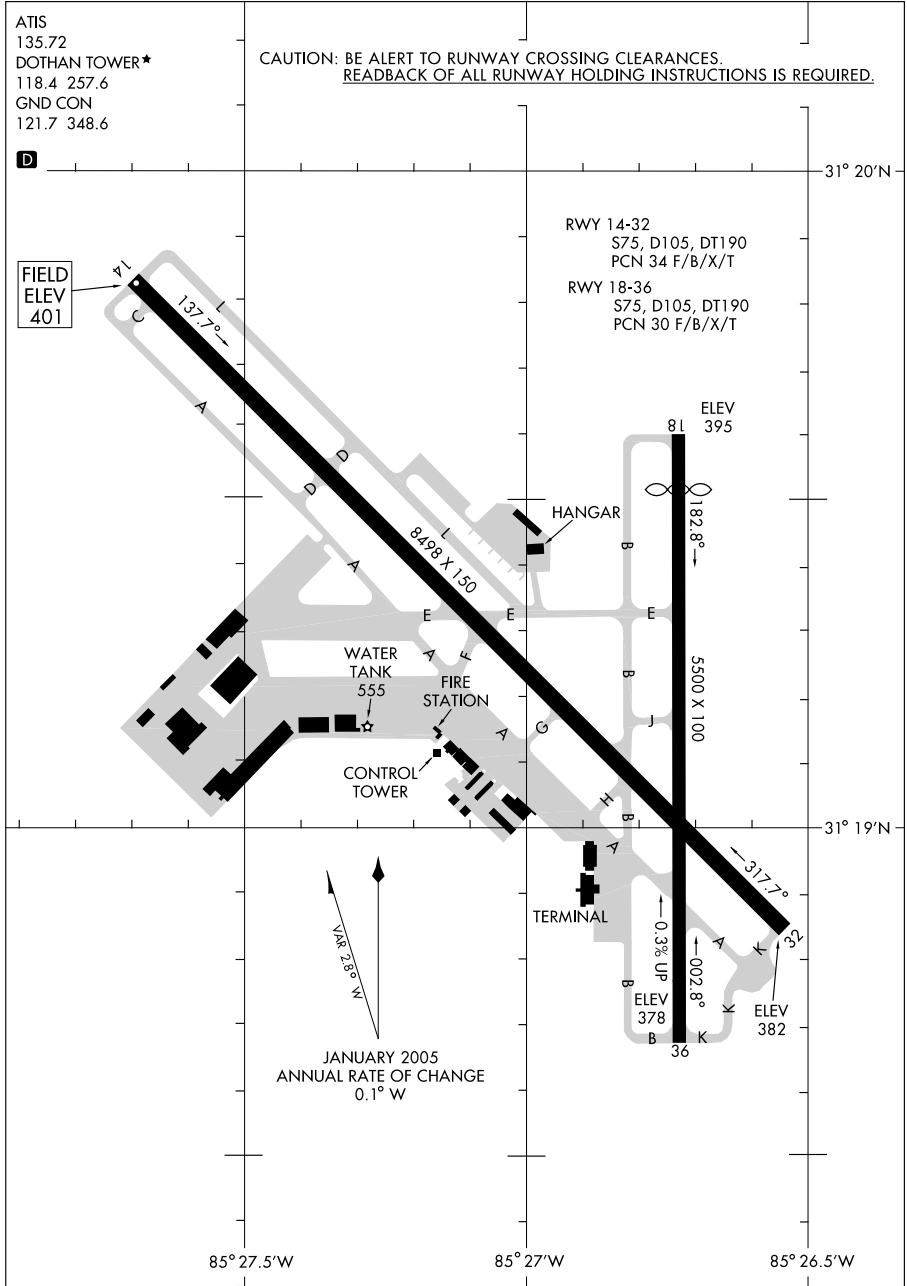 ATIS
135.72
DOTHAN TOWER★
118.4 257.6
GND CON
121.7 348.6
D
CAUTION: BE ALERT TO RUNWAY CROSSING CLEARANCES.
READBACK OF ALL RUNWAY HOLDING INSTRUCTIONS IS REQUIRED.
31° 20'N
RWY 14-32
S75, D105, DT190
PCN 34 F/B/X/T
RWY 18-36
S75, D105, DT190
PCN 30 F/B/X/T
FIELD
ELEV
401
14
137.7°→
C
L
A
D
D
8498 X 150
L
A
HANGAR
18
ELEV
395
182.8°→
B
E
E
E
A
F
B
5500 X 100
WATER
TANK
555
FIRE
STATION
A
G
J
CONTROL
TOWER
H
B
A
31° 19'N
←317.7°
TERMINAL
←0.3% UP
←002.8°
A
K
32
B
ELEV
378
K
ELEV
382
B
K
36
VAR 2.8° W
JANUARY 2005
ANNUAL RATE OF CHANGE
0.1° W
85° 27.5'W
85° 27'W
85° 26.5'W